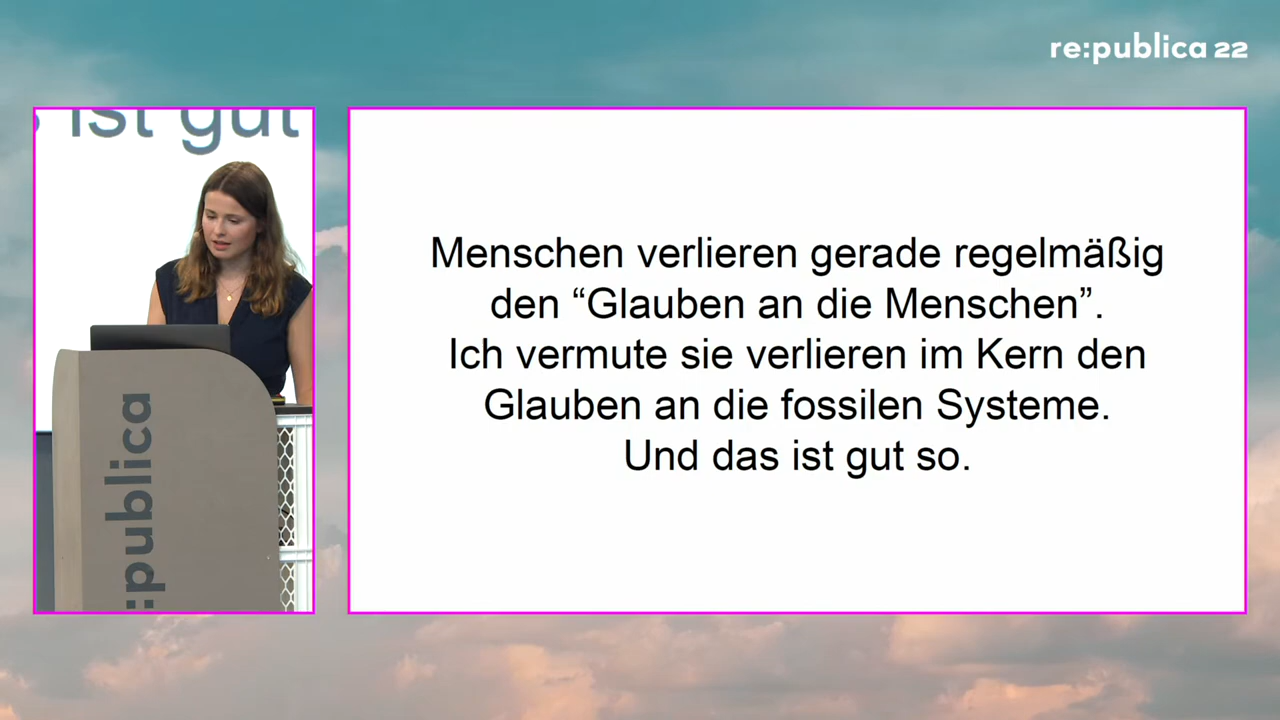 re:publica 22
s ist gut
Menschen verlieren gerade regelmäßig
den “Glauben an die Menschen”.
Ich vermute sie verlieren im Kern den
Glauben an die fossilen Systeme.
Und das ist gut so.
:publica